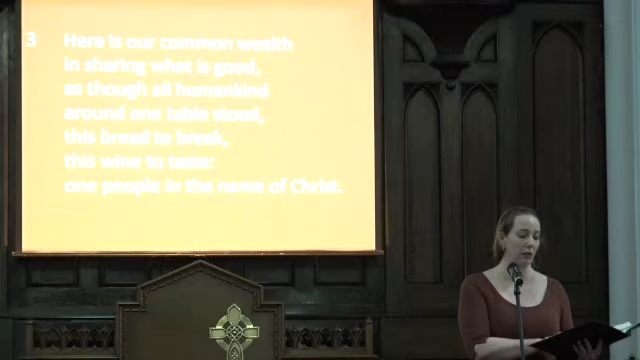 3 Here is our common wealth
in sharing what is good,
as though all humankind
around one table stood,
this bread to break,
this wine to taste:
one people in the name of Christ.